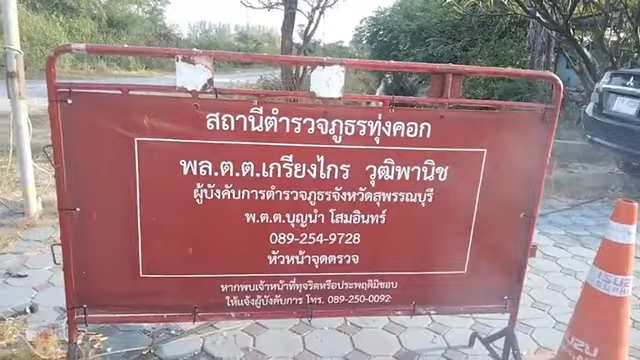 สถานีตำรวจภูธรทุ่งคอก
พล.ต.ต.เกรียงไกร วุฒิพานิช
ผู้บังคับการตำรวจภูธรจังหวัดสุพรรณบุรี
พ.ต.ต.บุญนำ โสมอินทร์
089-254-9728
หัวหน้าจุดตรวจ
หากพบเจ้าหน้าที่ทุจริตหรือประพฤติมิชอบ
ให้แจ้งผู้บังคับการ โทร. 089-250-0092
ISUZU